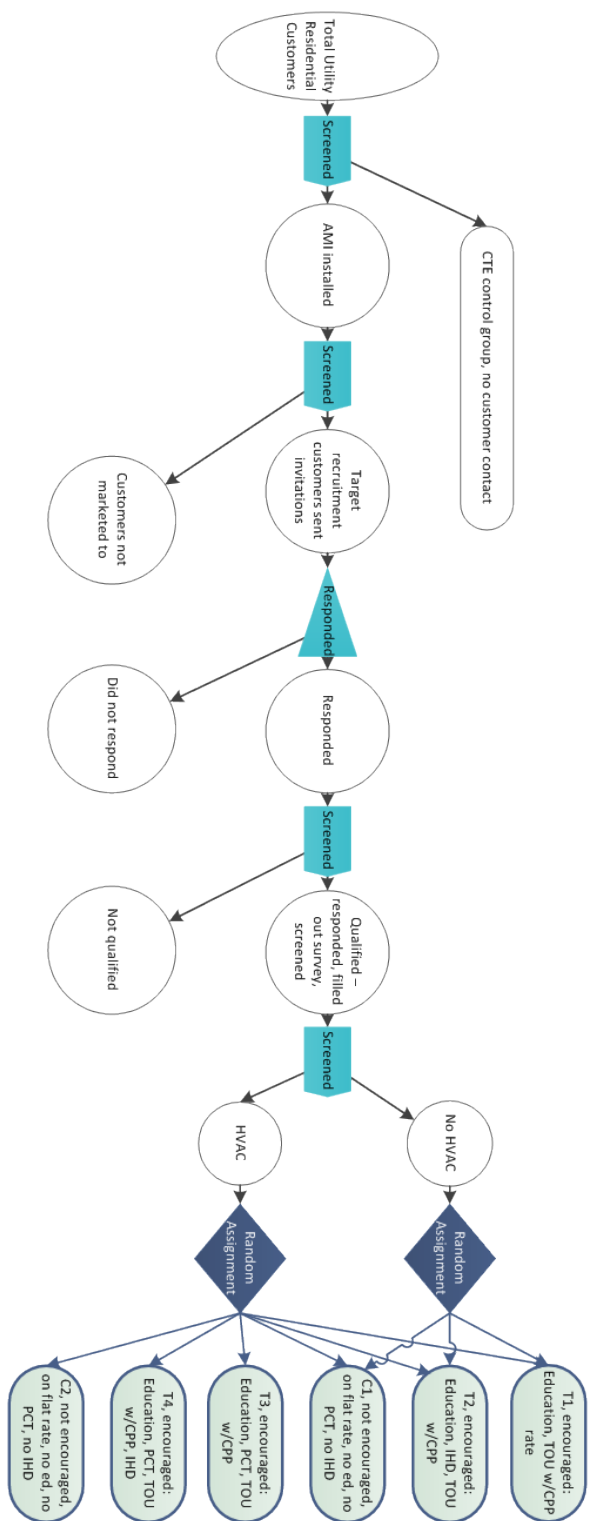 Total Utility
Residential
Customers
Screened
CTE control group, no customer contact
AMI installed
Screened
Customers not
marketed to
Target
recruitment
customers sent
invitations
Responded
Did not respond
Responded
Screened
Not qualified
Qualified –
responded, filled
out survey,
screened
Screened
No HVAC
HVAC
Random
Assignment
Random
Assignment
T1, encouraged:
Education, TOU w/CPP
rate
T2, encouraged:
Education, IHD, TOU
w/CPP
C1, not encouraged,
on flat rate, no ed, no
PCT, no IHD
T3, encouraged:
Education, PCT, TOU
w/CPP
T4, encouraged:
Education, PCT, TOU
w/CPP, IHD
C2, not encouraged,
on flat rate, no ed, no
PCT, no IHD